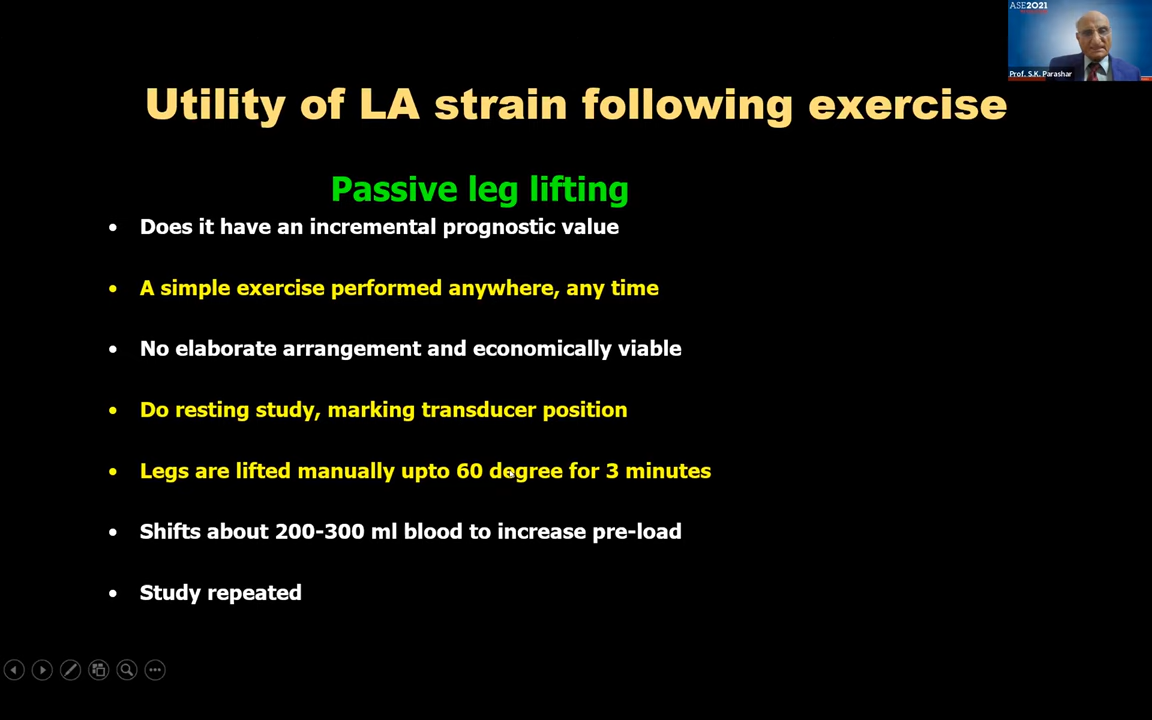 ASE2021
Prof. S.K. Parashar
Utility of LA strain following exercise
Passive leg lifting
• Does it have an incremental prognostic value
• A simple exercise performed anywhere, any time
• No elaborate arrangement and economically viable
• Do resting study, marking transducer position
• Legs are lifted manually upto 60 degree for 3 minutes
• Shifts about 200-300 ml blood to increase pre-load
• Study repeated